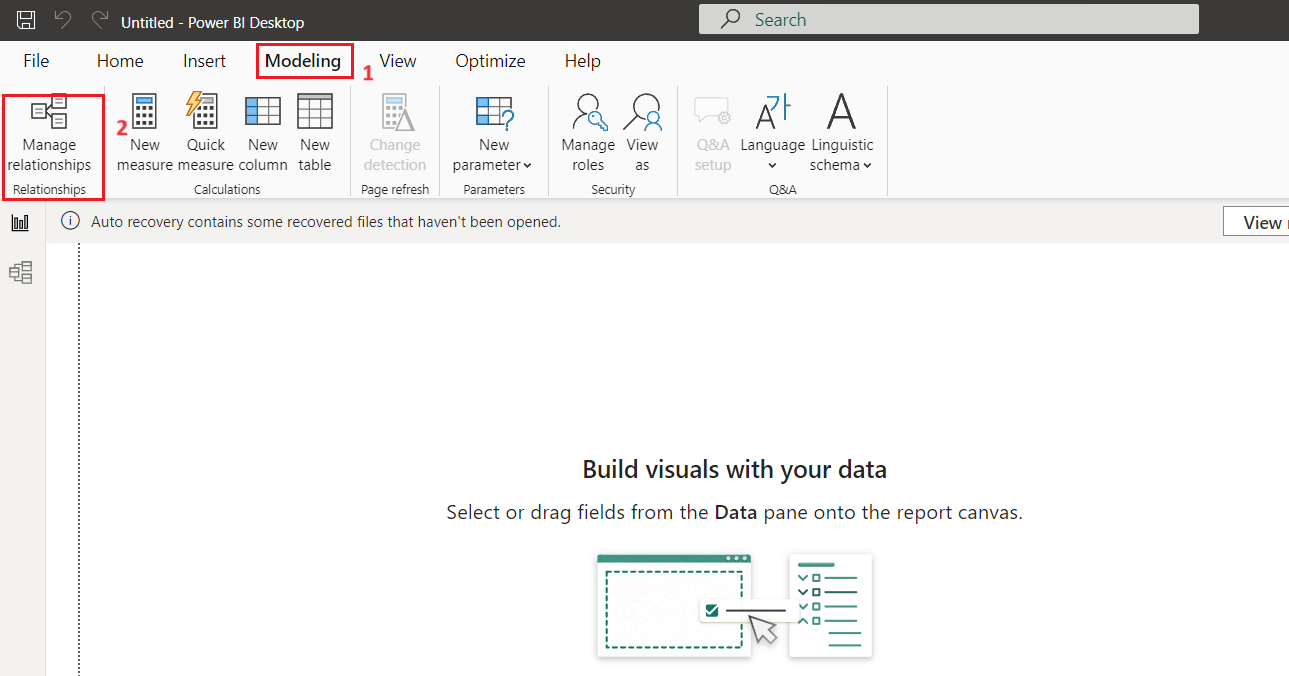 Untitled - Power BI Desktop
Search
File Home Insert Modeling 1 View Optimize Help
2
Manage relationships
Relationships
New measure
Quick measure
New column
New table
Calculations
Change detection
Page refresh
New parameter
Parameters
Manage roles
View as
Security
Q&A setup
Language
Linguistic schema
Q&A
Auto recovery contains some recovered files that haven't been opened.
View
Build visuals with your data
Select or drag fields from the Data pane onto the report canvas.